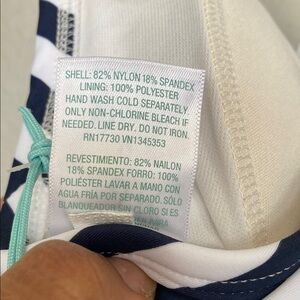 SHELL: 82% NYLON 18% SPANDEX
LINING: 100% POLYESTER
HAND WASH COLD SEPARATELY
ONLY NON-CHLORINE BLEACH IF
NEEDED. LINE DRY. DO NOT IRON.
RN17730 VN1345353
REVESTIMIENTO: 82% NAILON
18% SPANDEX FORRO: 100%
POLIÉSTER LAVAR A MANO CON
AGUA FRÍA POR SEPARADO. SÓLO
BLANQUEADOR SIN CLORO SI ES
PARA